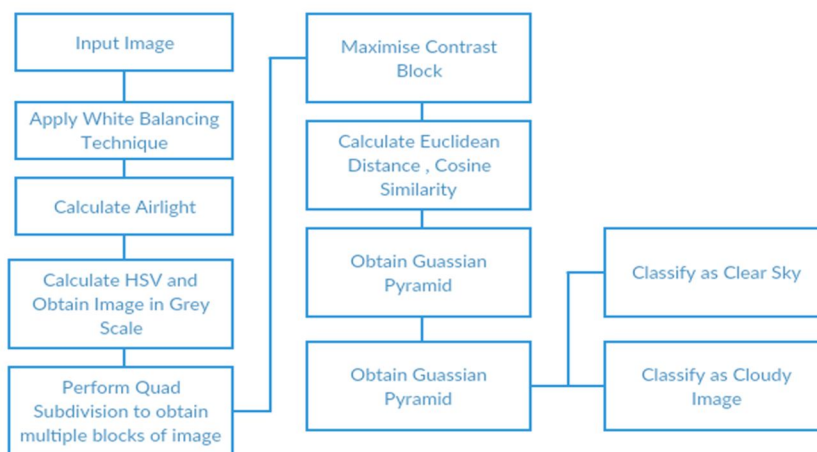 Input Image
Apply White Balancing
Technique
Calculate Airlight
Calculate HSV and
Obtain Image in Grey
Scale
Perform Quad
Subdivision to obtain
multiple blocks of image
Maximise Contrast
Block
Calculate Euclidean
Distance , Cosine
Similarity
Obtain Guassian
Pyramid
Obtain Guassian
Pyramid
Classify as Clear Sky
Classify as Cloudy
Image